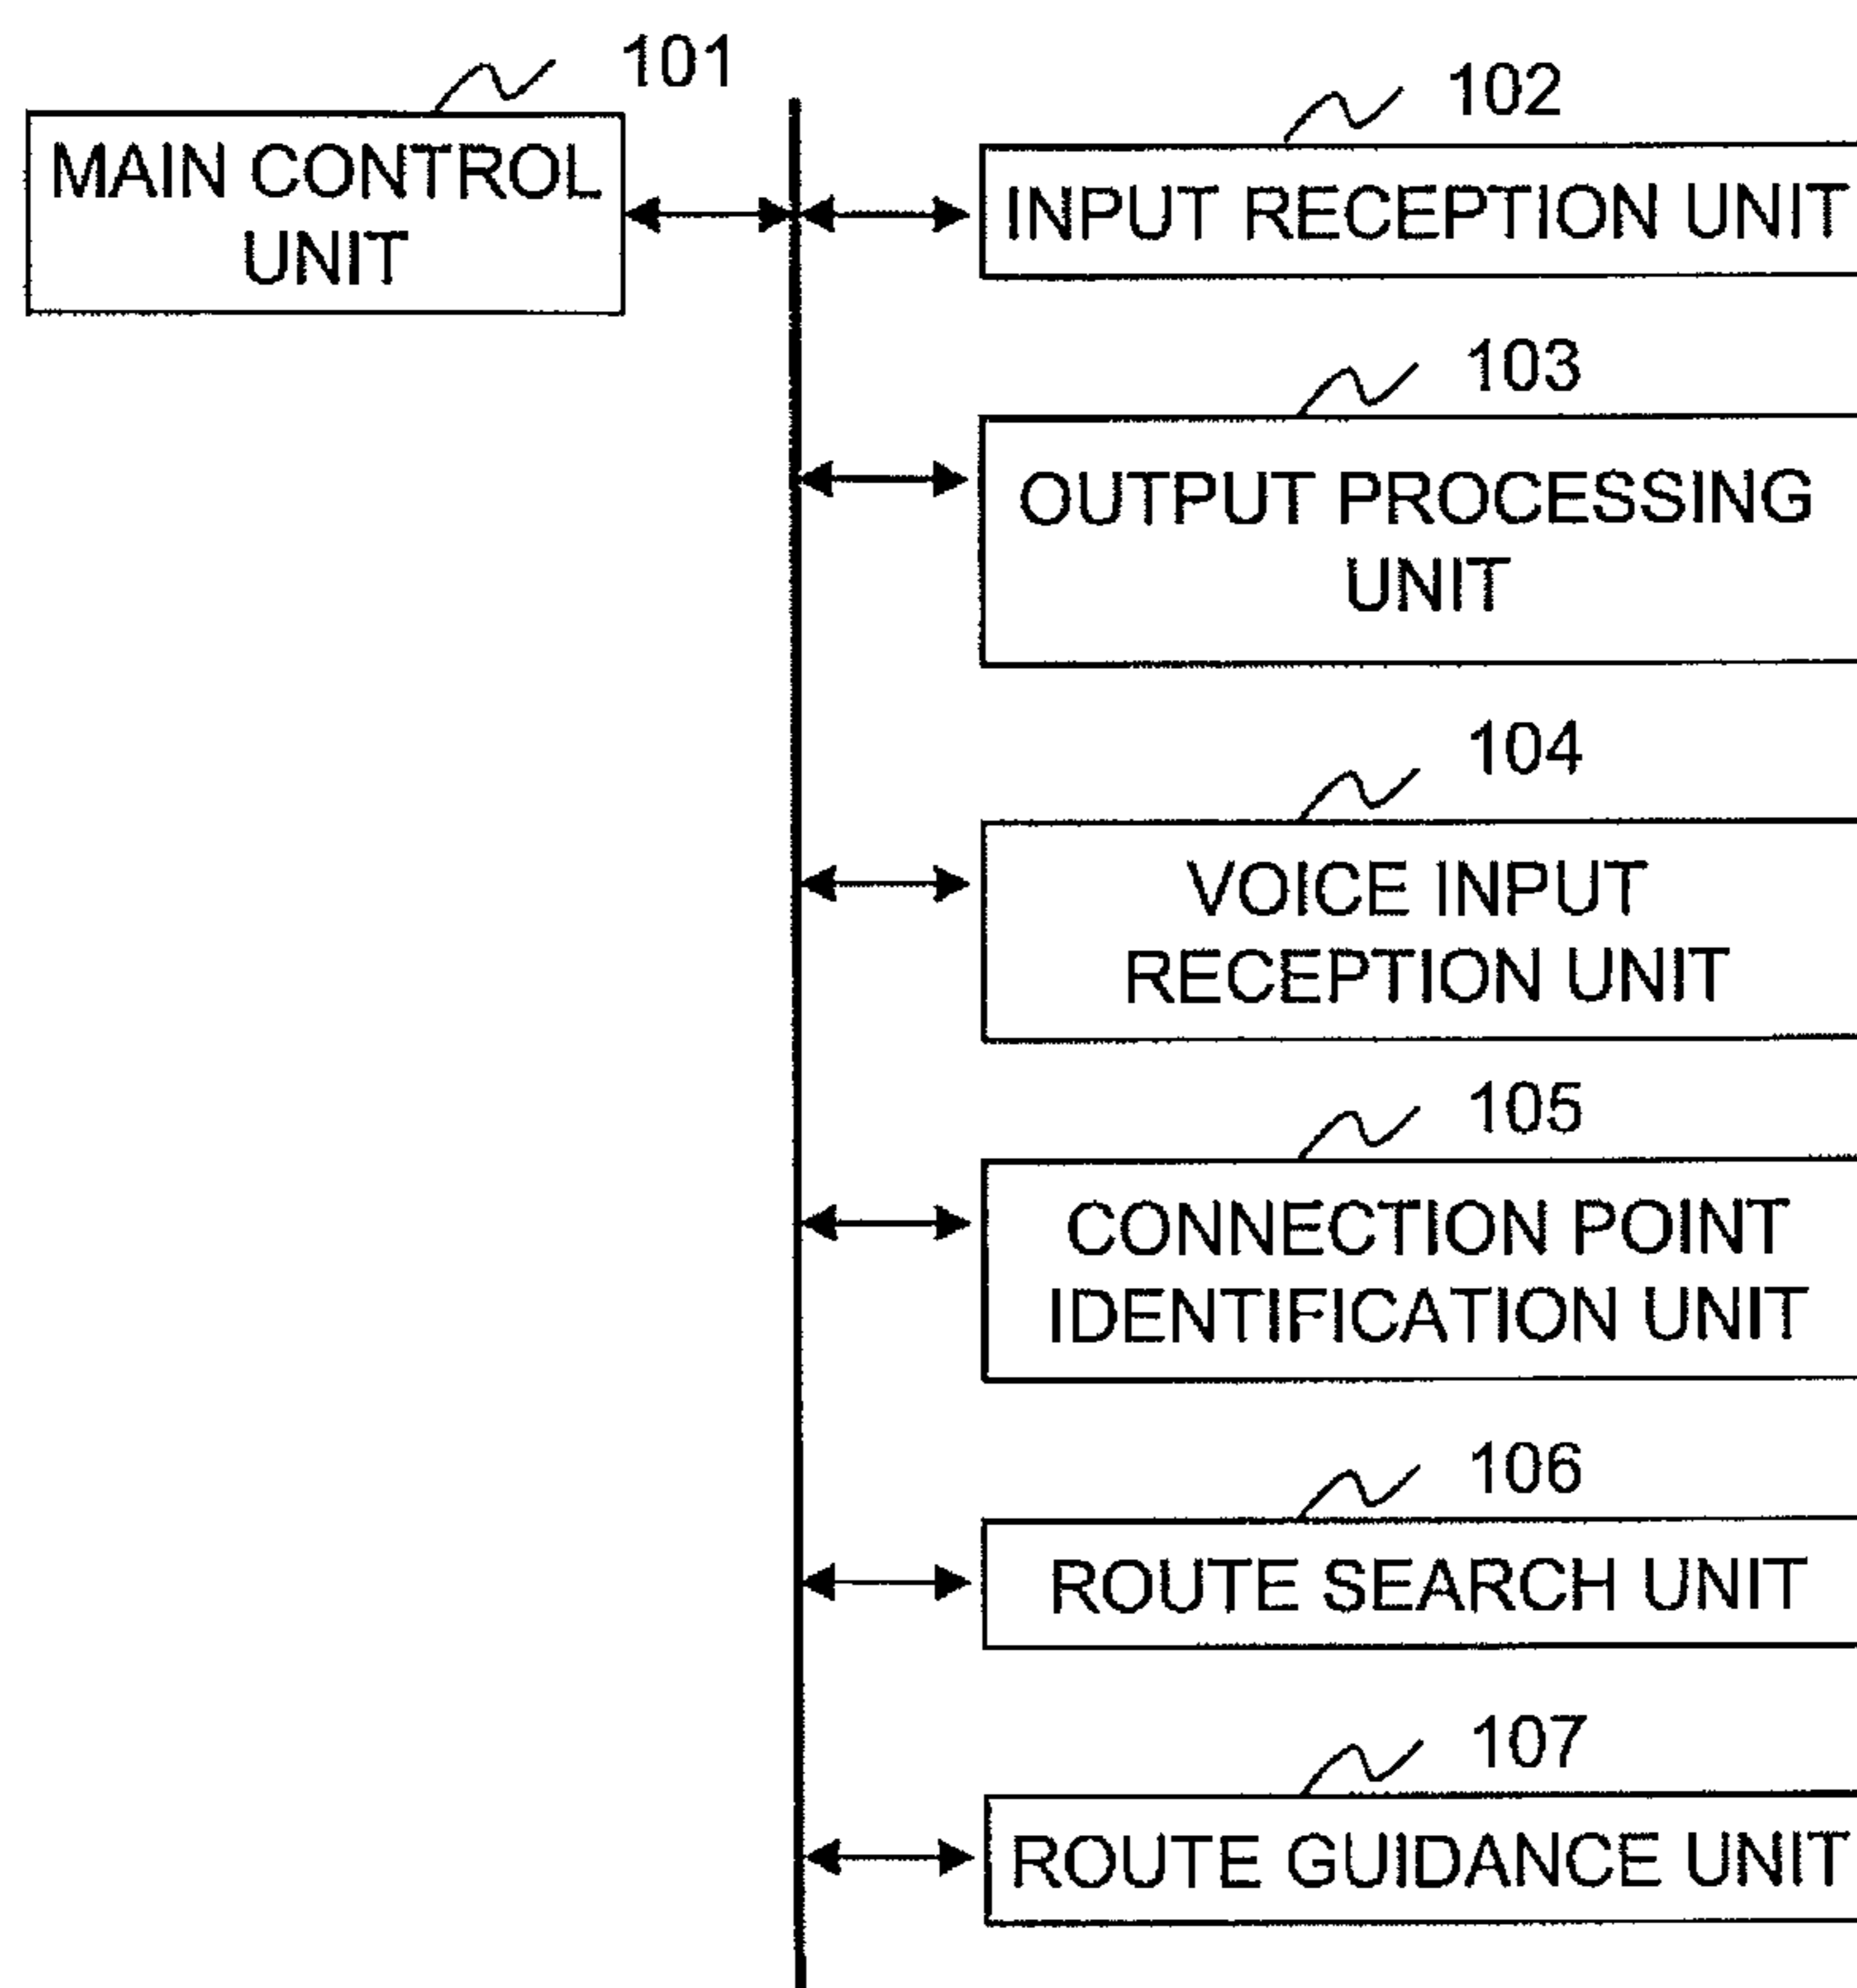 101
MAIN CONTROL
UNIT
102
INPUT RECEPTION UNIT
103
OUTPUT PROCESSING
UNIT
104
VOICE INPUT
RECEPTION UNIT
105
CONNECTION POINT
IDENTIFICATION UNIT
106
ROUTE SEARCH UNIT
107
ROUTE GUIDANCE UNIT